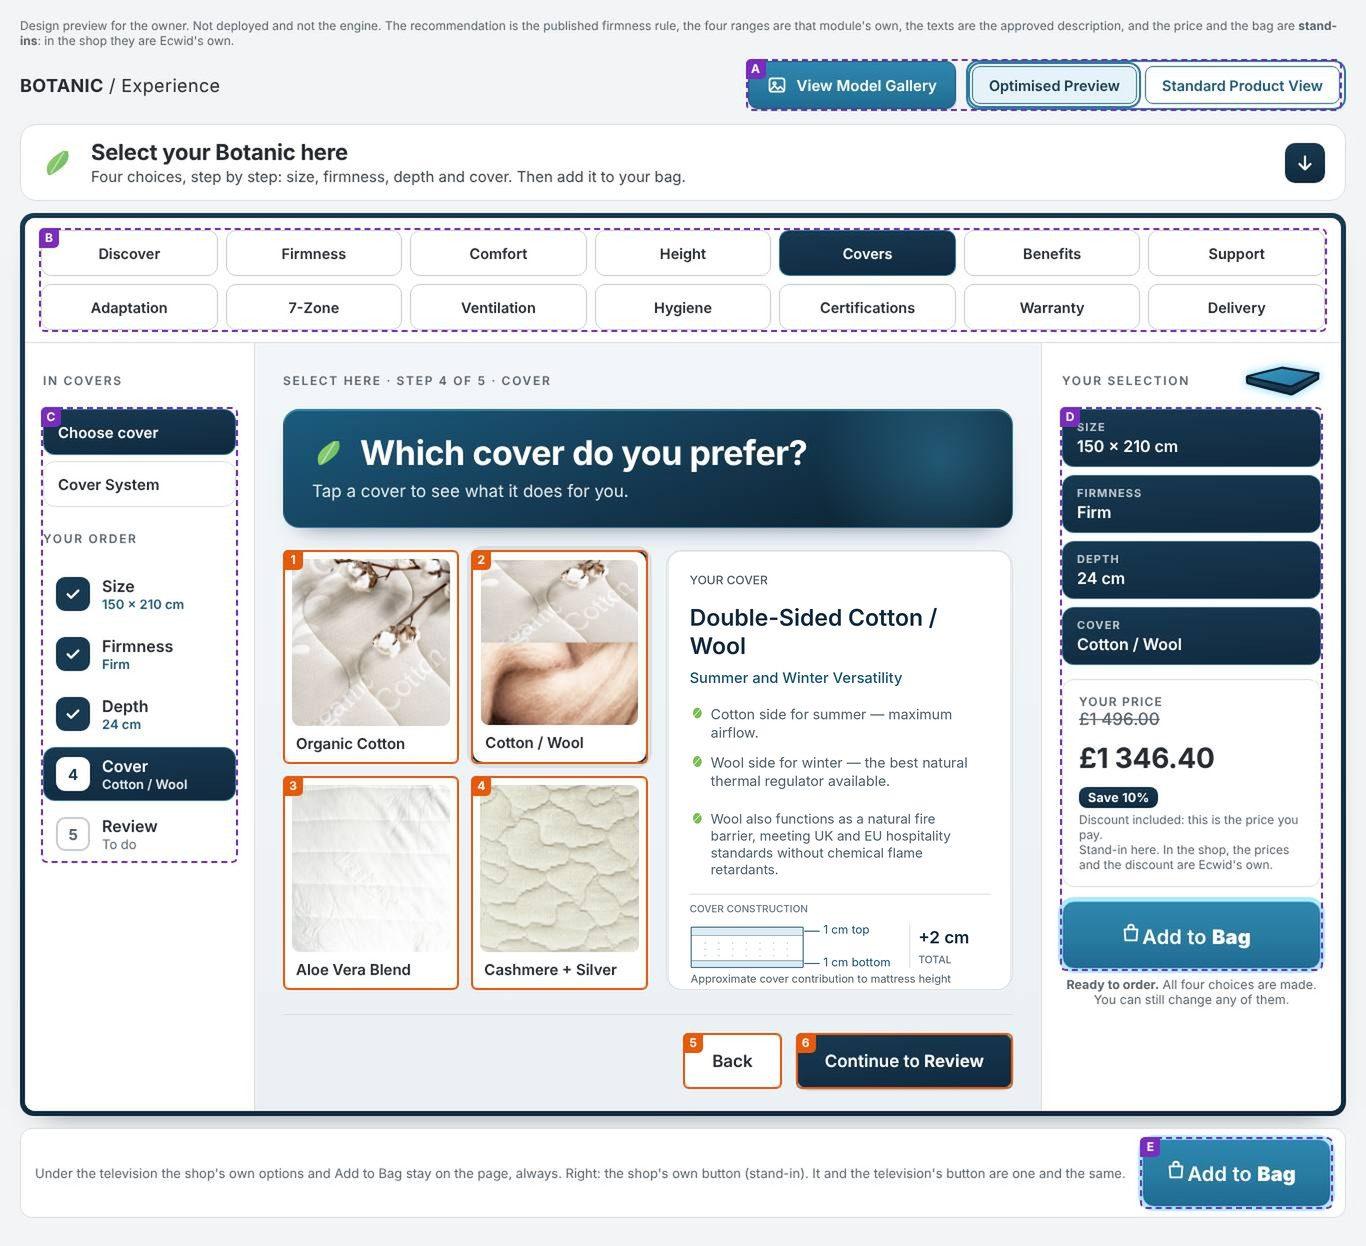 Design preview for the owner. Not deployed and not the engine. The recommendation is the published firmness rule, the four ranges are that module's own, the texts are the approved description, and the price and the bag are stand-
ins: in the shop they are Ecwid's own.
BOTANIC / Experience
A
View Model Gallery
Optimised Preview
Standard Product View
Select your Botanic here
Four choices, step by step: size, firmness, depth and cover. Then add it to your bag.
B
Discover
Firmness
Comfort
Height
Covers
Benefits
Support
Adaptation
7-Zone
Ventilation
Hygiene
Certifications
Warranty
Delivery
IN COVERS
C
Choose cover
Cover System
YOUR ORDER
Size
150 × 210 cm
Firmness
Firm
Depth
24 cm
4
Cover
Cotton / Wool
5
Review
To do
SELECT HERE · STEP 4 OF 5 · COVER
Which cover do you prefer?
Tap a cover to see what it does for you.
1
Organic Cotton
2
Cotton / Wool
3
Aloe Vera Blend
4
Cashmere + Silver
YOUR COVER
Double-Sided Cotton /
Wool
Summer and Winter Versatility
Cotton side for summer — maximum
airflow.
Wool side for winter — the best natural
thermal regulator available.
Wool also functions as a natural fire
barrier, meeting UK and EU hospitality
standards without chemical flame
retardants.
COVER CONSTRUCTION
1 cm top
1 cm bottom
+2 cm
TOTAL
Approximate cover contribution to mattress height
5
Back
6
Continue to Review
YOUR SELECTION
D
SIZE
150 × 210 cm
FIRMNESS
Firm
DEPTH
24 cm
COVER
Cotton / Wool
YOUR PRICE
£1 496.00
£1 346.40
Save 10%
Discount included: this is the price you
pay.
Stand-in here. In the shop, the prices
and the discount are Ecwid's own.
Add to Bag
Ready to order. All four choices are made.
You can still change any of them.
Under the television the shop's own options and Add to Bag stay on the page, always. Right: the shop's own button (stand-in). It and the television's button are one and the same.
E
Add to Bag